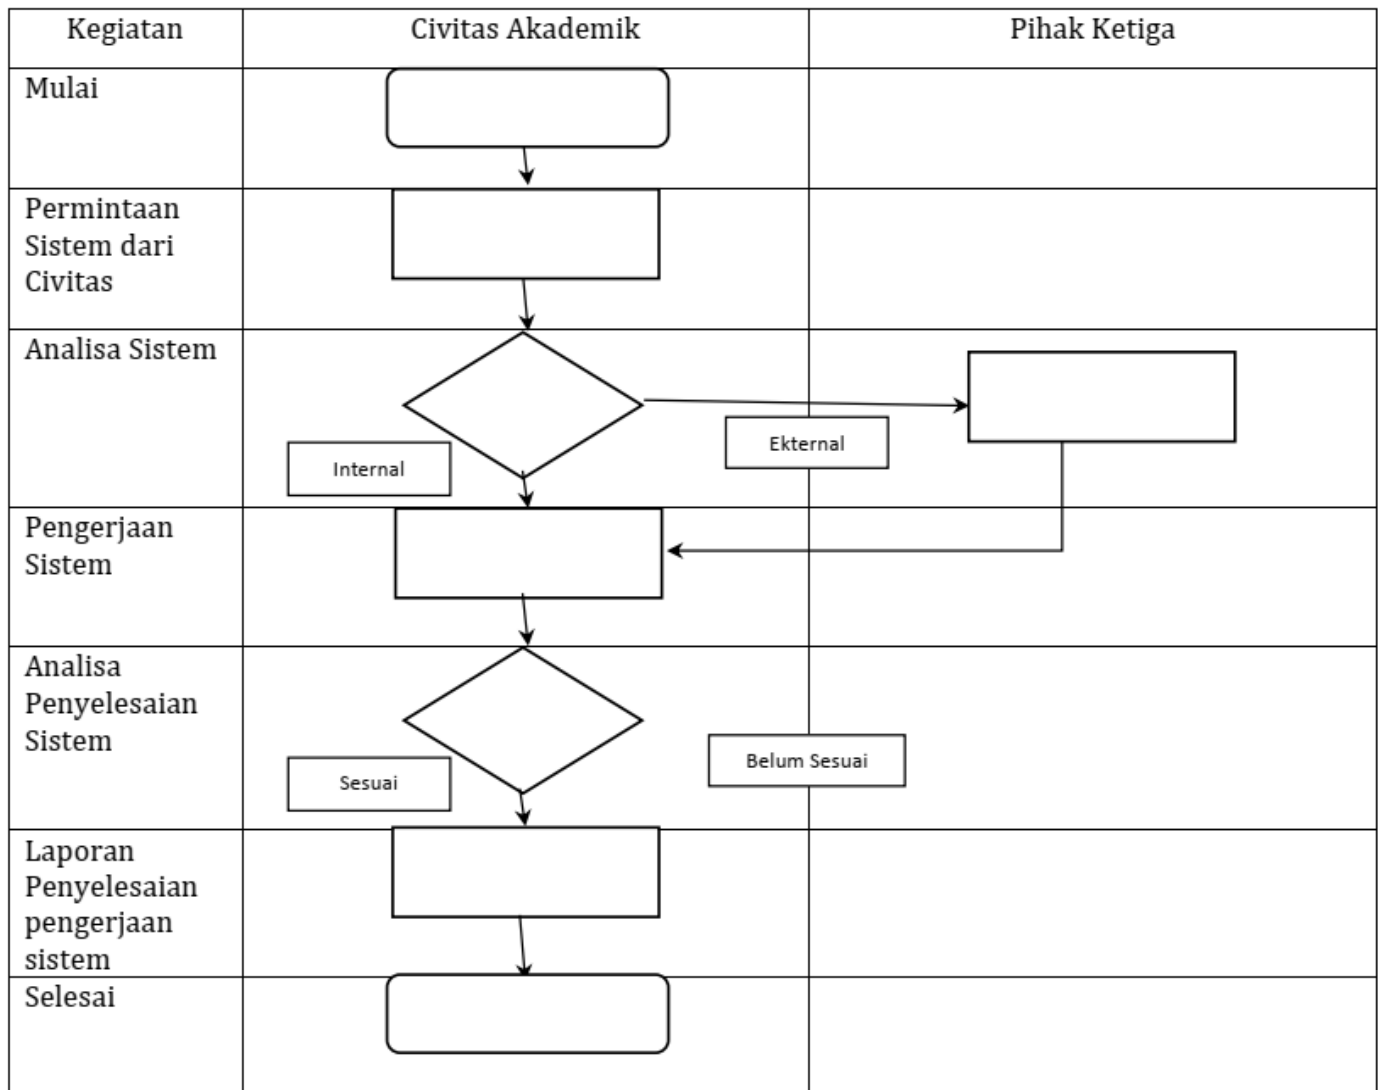 Kegiatan
Civitas Akademik
Pihak Ketiga
Mulai
Permintaan
Sistem dari
Civitas
Analisa Sistem
Ekternal
Internal
Pengerjaan
Sistem
Analisa
Penyelesaian
Sistem
Belum Sesuai
Sesuai
Laporan
Penyelesaian
pengerjaan
sistem
Selesai